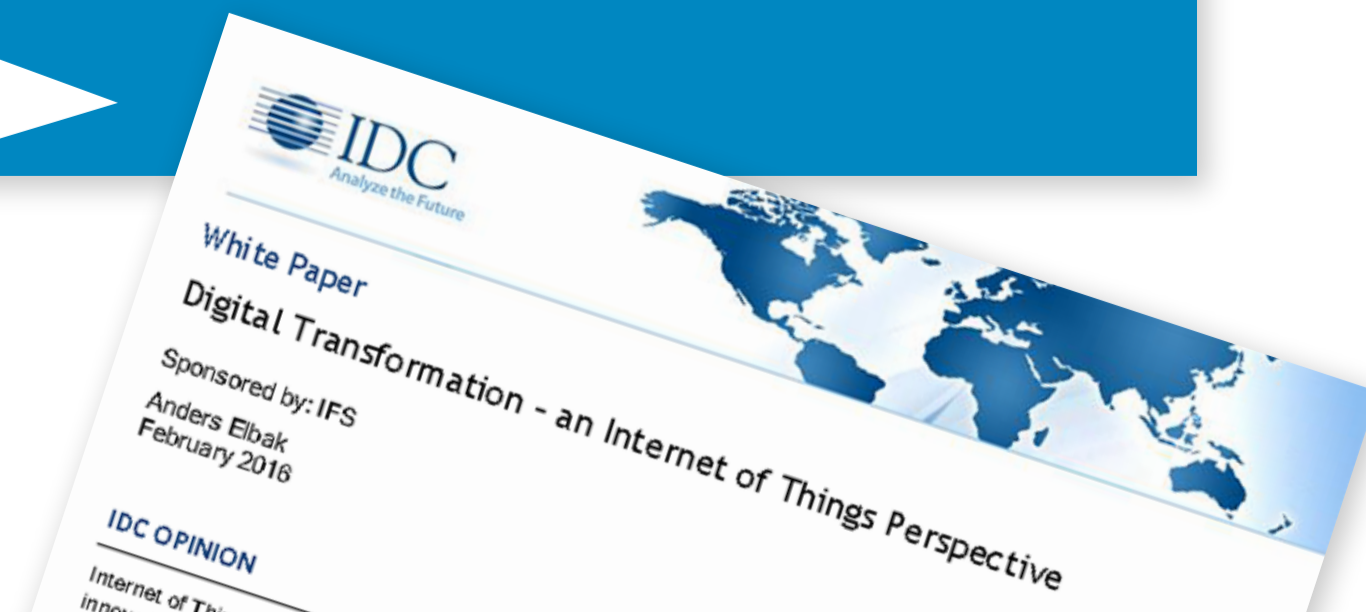 IDC
Analyze the Future
White Paper
Digital Transformation - an Internet of Things Perspective
Sponsored by: IFS
Anders Elbak
February 2016
IDC OPINION
Internet of